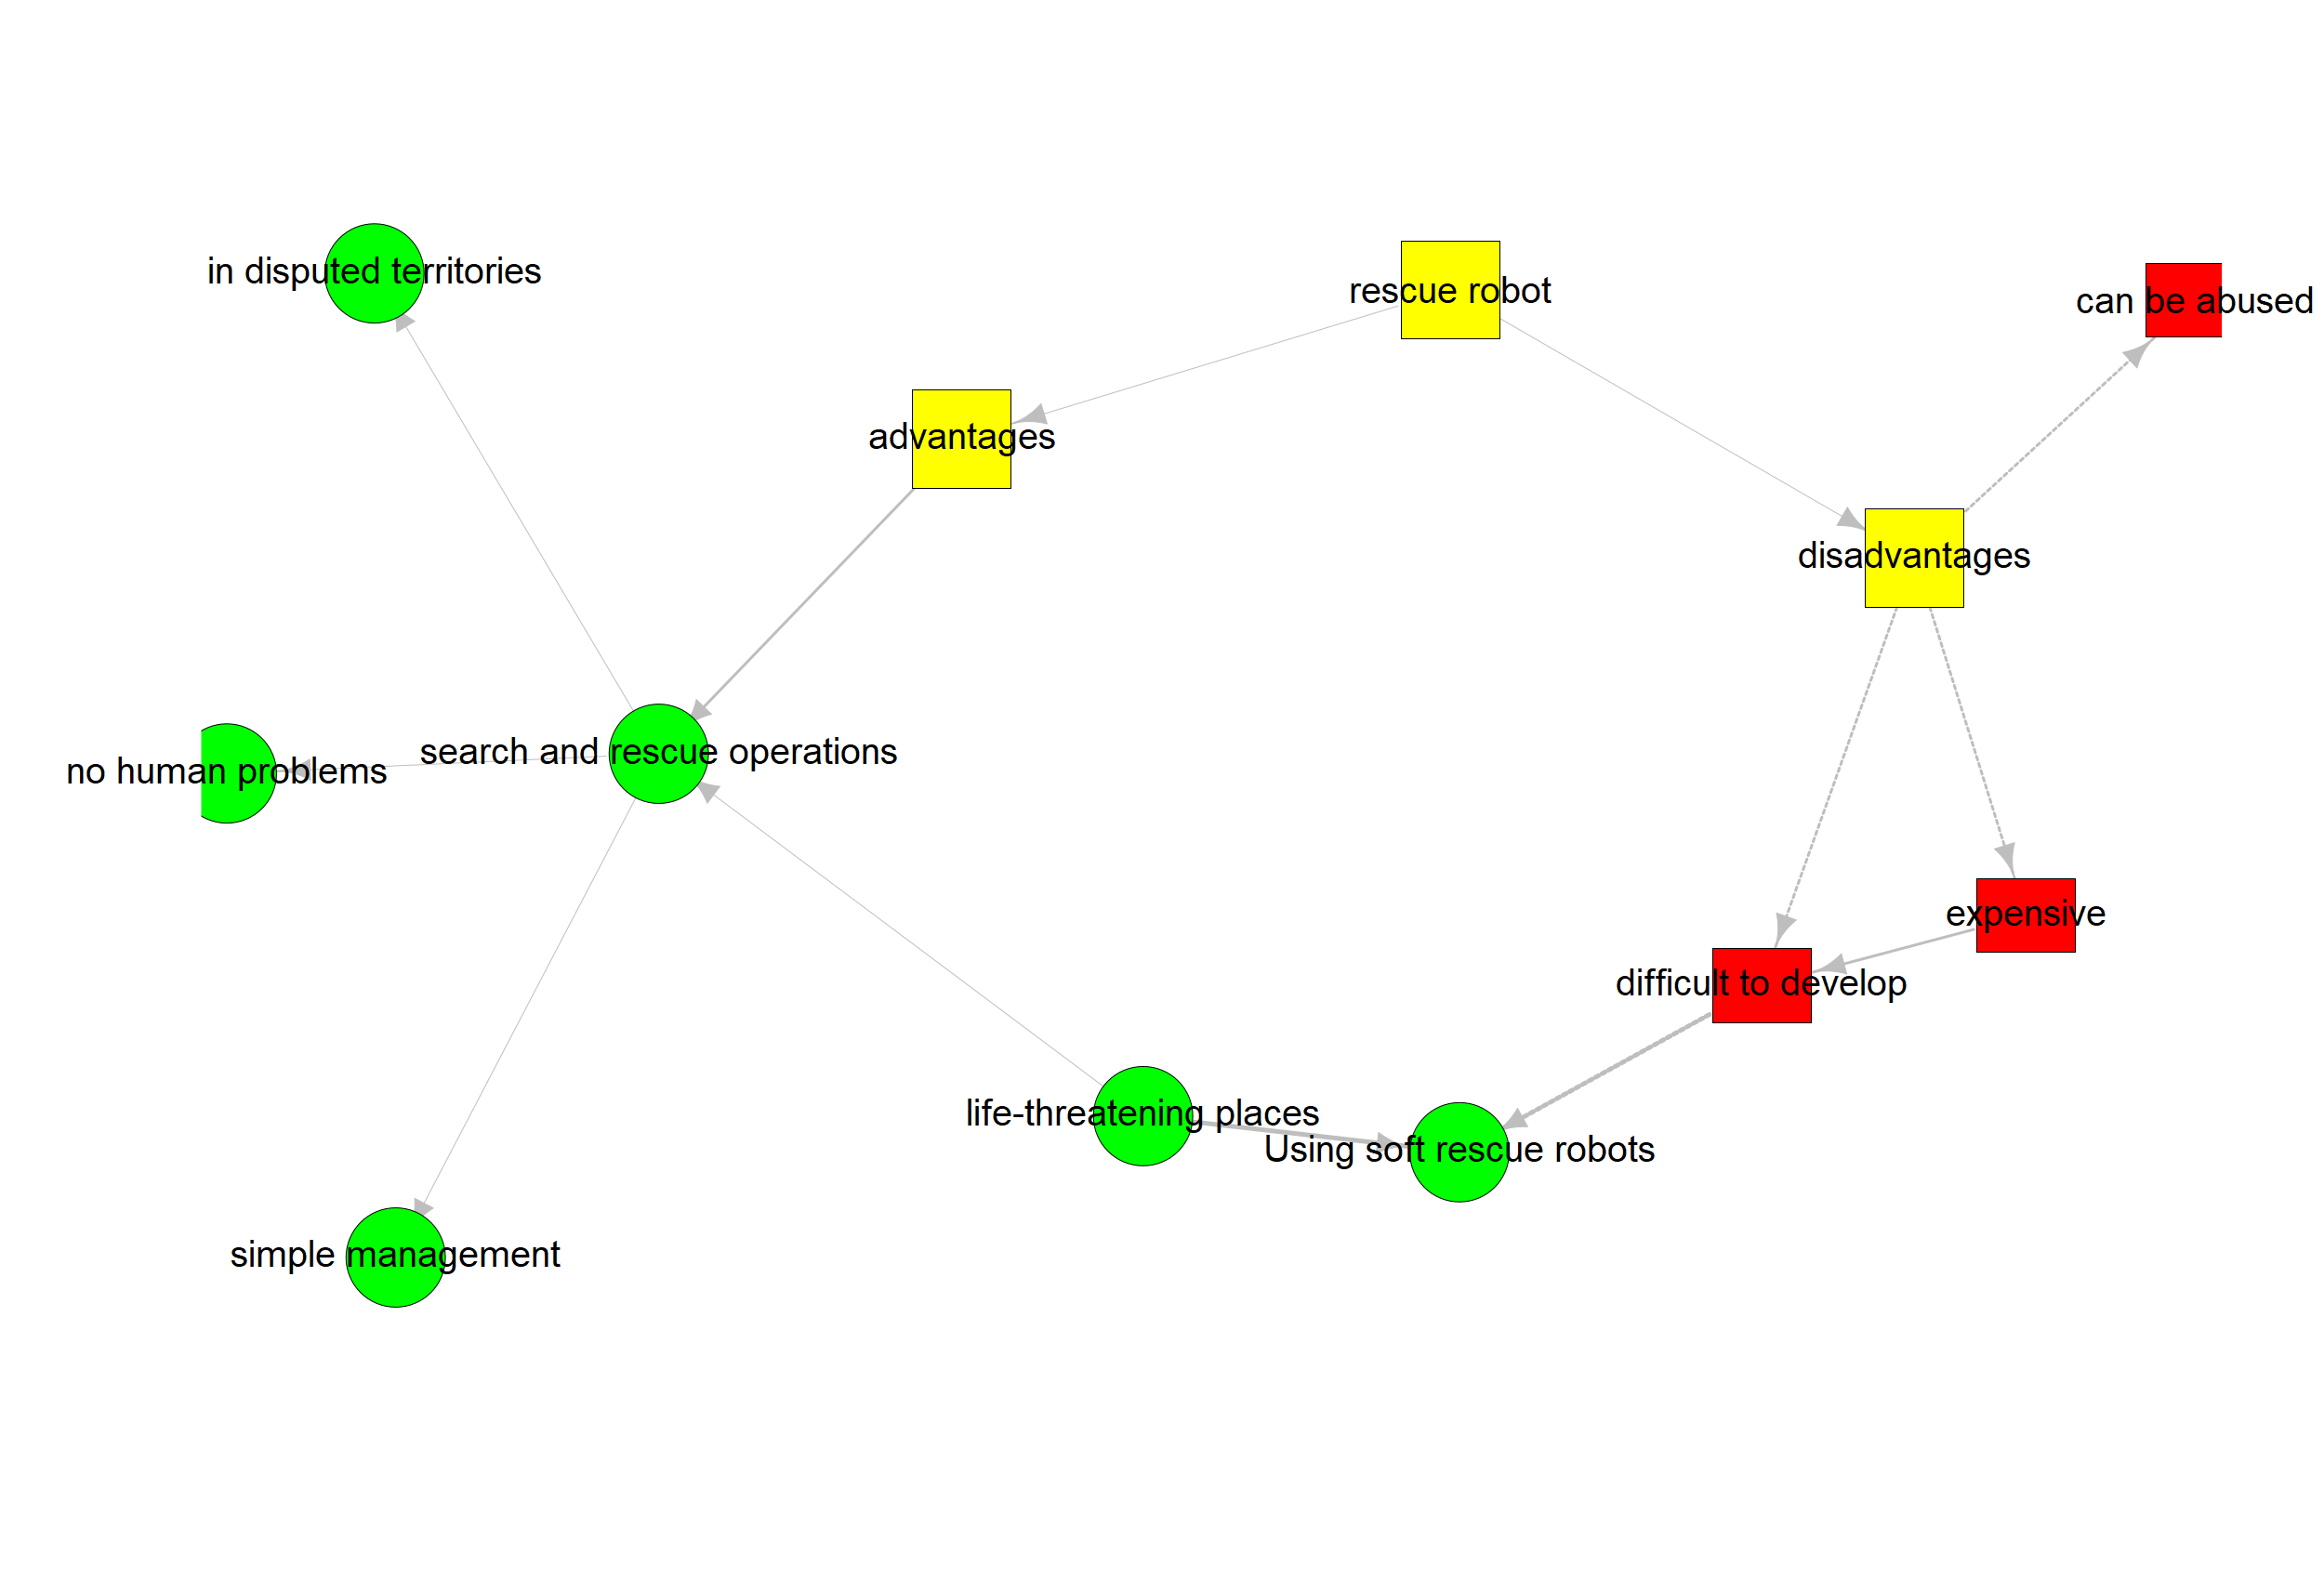 in disputed territories
rescue robot
can be abused
advantages
disadvantages
search and rescue operations
no human problems
expensive
difficult to develop
life-threatening places
Using soft rescue robots
simple management